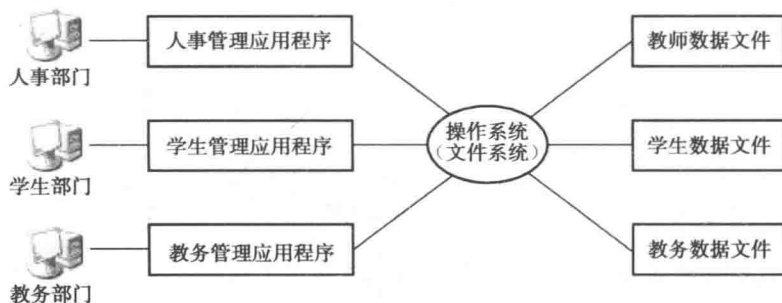 人事部门
人事管理应用程序
教师数据文件
学生部门
学生管理应用程序
操作系统
（文件系统）
学生数据文件
教务部门
教务管理应用程序
教务数据文件